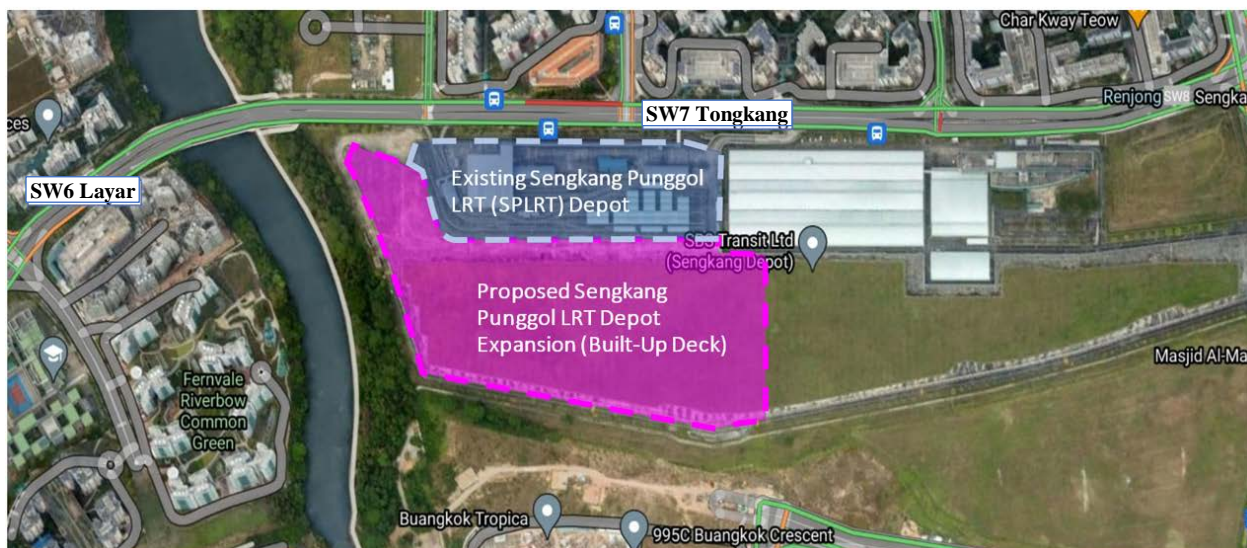 Char Kway Teow
Renjong SW8 Sengka
SW7 Tongkang
ces
SW6 Layar
Existing Sengkang Punggol
LRT (SPLRT) Depot
SBS Transit Ltd
(Sengkang Depot)
Proposed Sengkang
Punggol LRT Depot
Expansion (Built-Up Deck)
Masjid Al-Ma
Fernvale
Riverbow
Common
Green
Buangkok Tropica
995C Buangkok Crescent